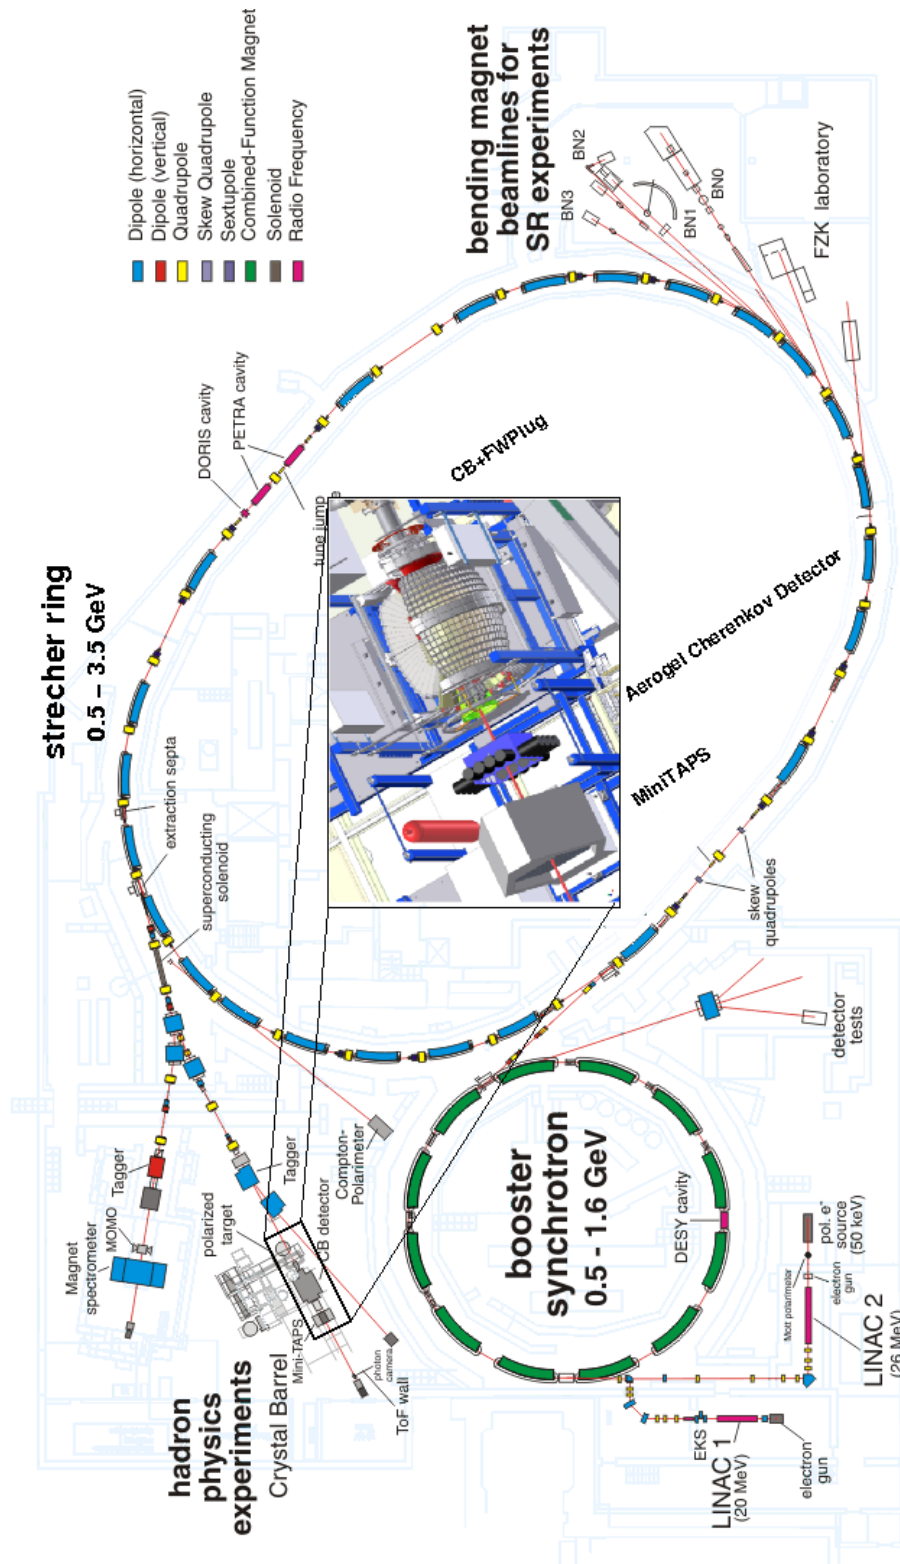 strecher ring
0.5 – 3.5 GeV
Dipole (horizontal)
Dipole (vertical)
Quadrupole
Skew Quadrupole
Sextupole
Combined-Function Magnet
Solenoid
Radio Frequency
bending magnet
beamlines for
SR experiments
BN3
BN2
BN1
BN0
FZK laboratory
DORIS cavity
PETRA cavity
tune jump
CB+FWPlug
Aerogel Cherenkov Detector
MiniTAPS
extraction septa
superconducting
solenoid
skew
quadrupoles
detector
tests
Compton-
Polarimeter
Magnet
spectrometer
MOMO
Tagger
Tagger
polarized
target
CB detector
Mini-TAPS
photon
camera
ToF wall
hadron
physics
experiments
Crystal Barrel
booster
synchrotron
0.5 - 1.6 GeV
DESY cavity
pol. e-
source
(50 keV)
Mott polarimeter
electron
gun
LINAC 2
(26 MeV)
EKS
LINAC 1
(20 MeV)
electron
gun